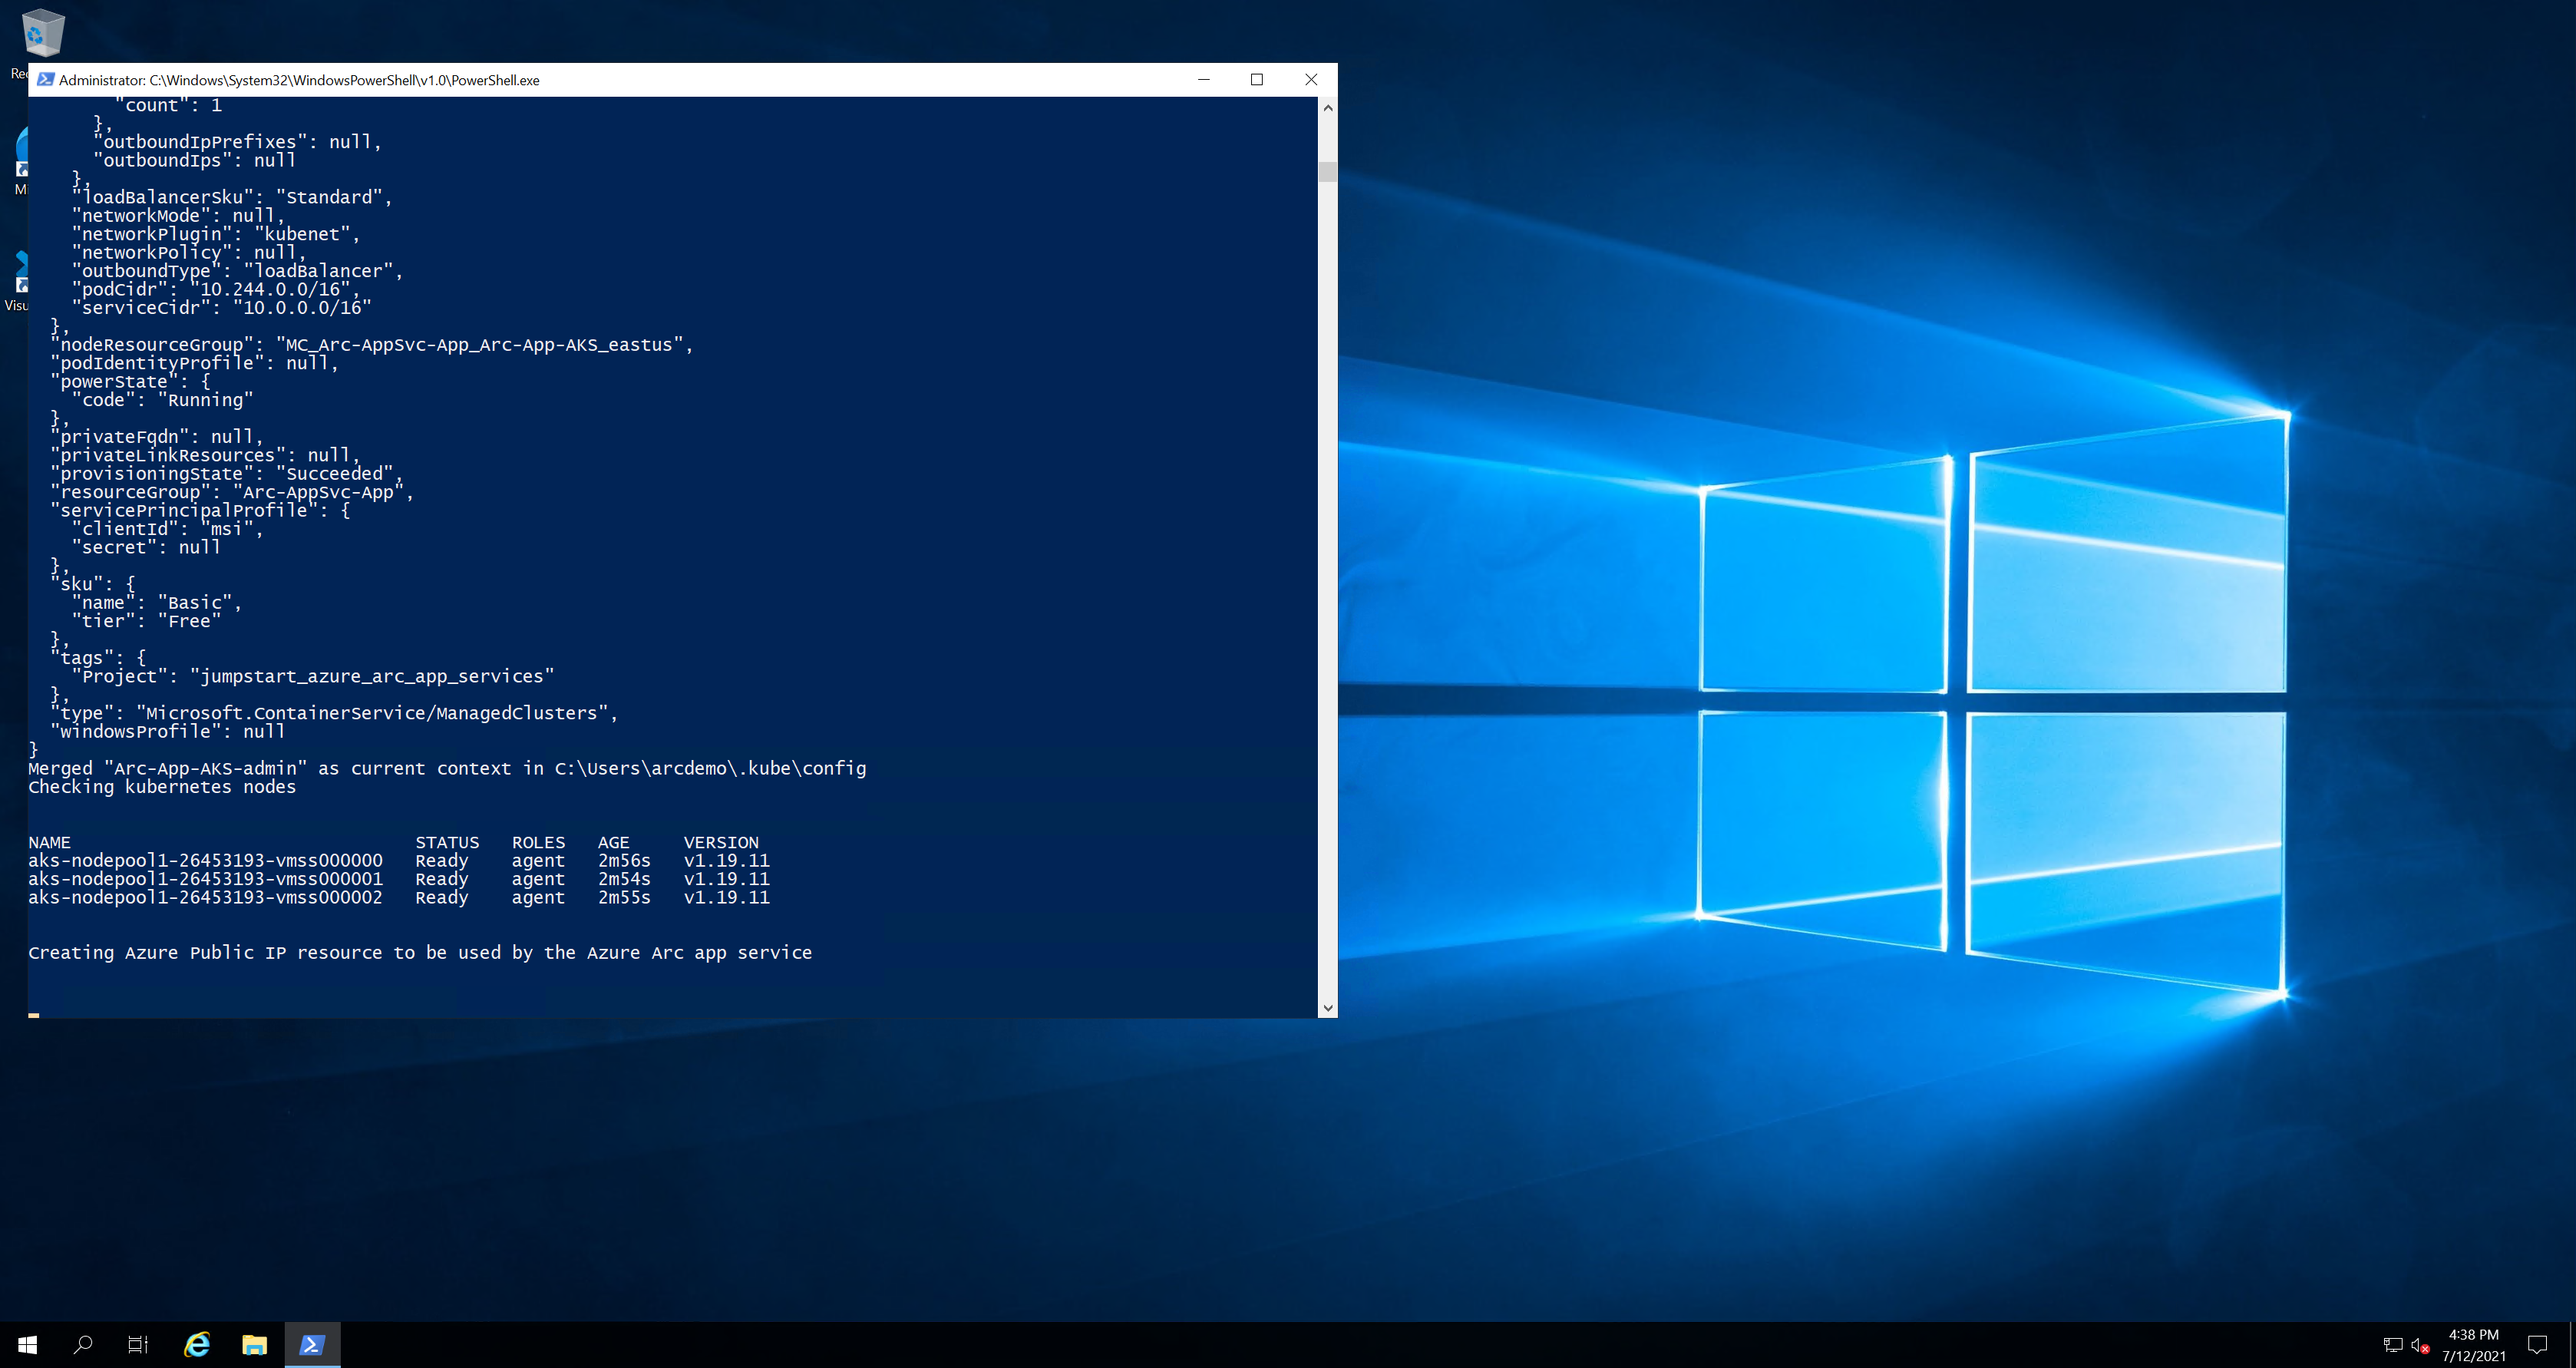 Rec
Mi
Visu
Administrator: C:\Windows\System32\WindowsPowerShell\v1.0\PowerShell.exe
"count": 1
},
"outboundIpPrefixes": null,
"outboundIps": null
},
"loadBalancerSku": "Standard",
"networkMode": null,
"networkPlugin": "kubenet",
"networkPolicy": null,
"outboundType": "loadBalancer",
"podCidr": "10.244.0.0/16",
"serviceCidr": "10.0.0.0/16"
},
"nodeResourceGroup": "MC_Arc-AppSvc-App_Arc-App-AKS_eastus",
"podIdentityProfile": null,
"powerState": {
"code": "Running"
},
"privateFqdn": null,
"privateLinkResources": null,
"provisioningState": "Succeeded",
"resourceGroup": "Arc-AppSvc-App",
"servicePrincipalProfile": {
"clientId": "msi",
"secret": null
},
"sku": {
"name": "Basic",
"tier": "Free"
},
"tags": {
"Project": "jumpstart_azure_arc_app_services"
},
"type": "Microsoft.ContainerService/ManagedClusters",
"windowsProfile": null
}
Merged "Arc-App-AKS-admin" as current context in C:\Users\arcdemo\.kube\config
Checking kubernetes nodes
NAME STATUS ROLES AGE VERSION
aks-nodepool1-26453193-vmss000000 Ready agent 2m56s v1.19.11
aks-nodepool1-26453193-vmss000001 Ready agent 2m54s v1.19.11
aks-nodepool1-26453193-vmss000002 Ready agent 2m55s v1.19.11
Creating Azure Public IP resource to be used by the Azure Arc app service
4:38 PM
7/12/2021